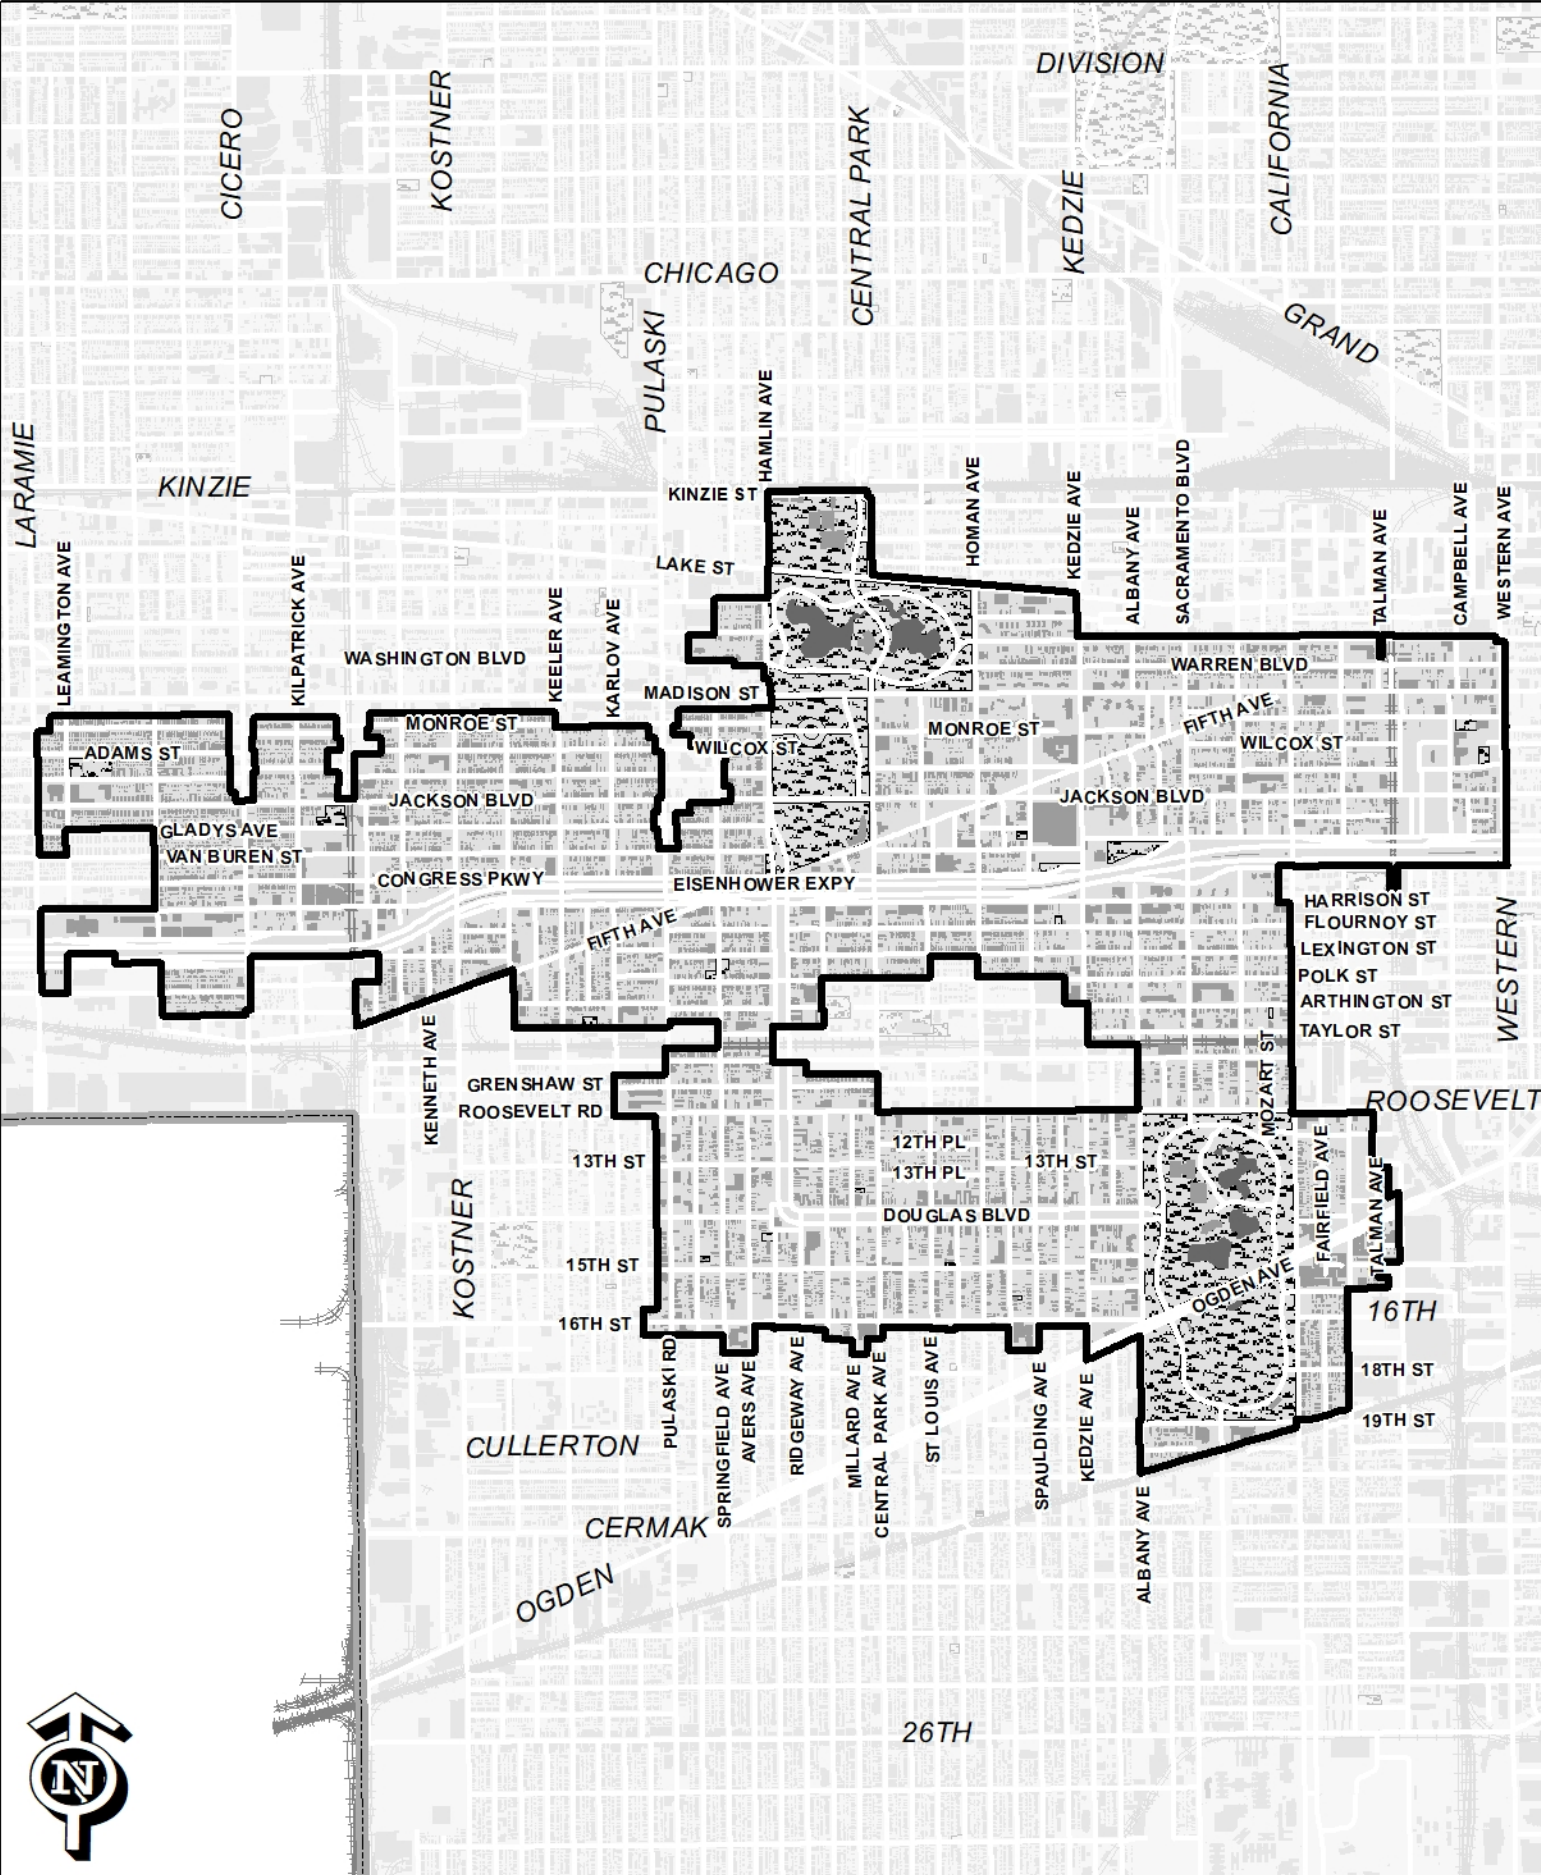 DIVISION
CICERO
KOSTNER
CENTRAL PARK
KEDZIE
CALIFORNIA
CHICAGO
PULASKI
GRAND
HAMLIN AVE
LARAMIE
KINZIE
KINZIE ST
HOMAN AVE
KEDZIE AVE
ALBANY AVE
SACRAMENTO BLVD
TALMAN AVE
CAMPBELL AVE
WESTERN AVE
LAKE ST
LEAMINGTON AVE
KILPATRICK AVE
KEELER AVE
KARLOV AVE
WASHINGTON BLVD
WARREN BLVD
MADISON ST
MONROE ST
MONROE ST
FIFTH AVE
ADAMS ST
WILCOX ST
WILCOX ST
JACKSON BLVD
JACKSON BLVD
GLADYS AVE
VAN BUREN ST
CONGRESS PKWY
EISENHOWER EXPY
HARRISON ST
FLOURNOY ST
FIFTH AVE
LEXINGTON ST
POLK ST
ARTHINGTON ST
TAYLOR ST
WESTERN
KENNETH AVE
MOZART ST
GRENSHAW ST
ROOSEVELT RD
ROOSEVELT
12TH PL
13TH ST
13TH PL
13TH ST
FAIRFIELD AVE
TALMAN AVE
KOSTNER
DOUGLAS BLVD
15TH ST
OGDEN AVE
16TH ST
16TH
18TH ST
19TH ST
PULASKI RD
SPRINGFIELD AVE
AVERS AVE
RIDGEWAY AVE
MILLARD AVE
CENTRAL PARK AVE
ST LOUIS AVE
SPAULDING AVE
KEDZIE AVE
ALBANY AVE
CULLERTON
CERMAK
OGDEN
26TH
N